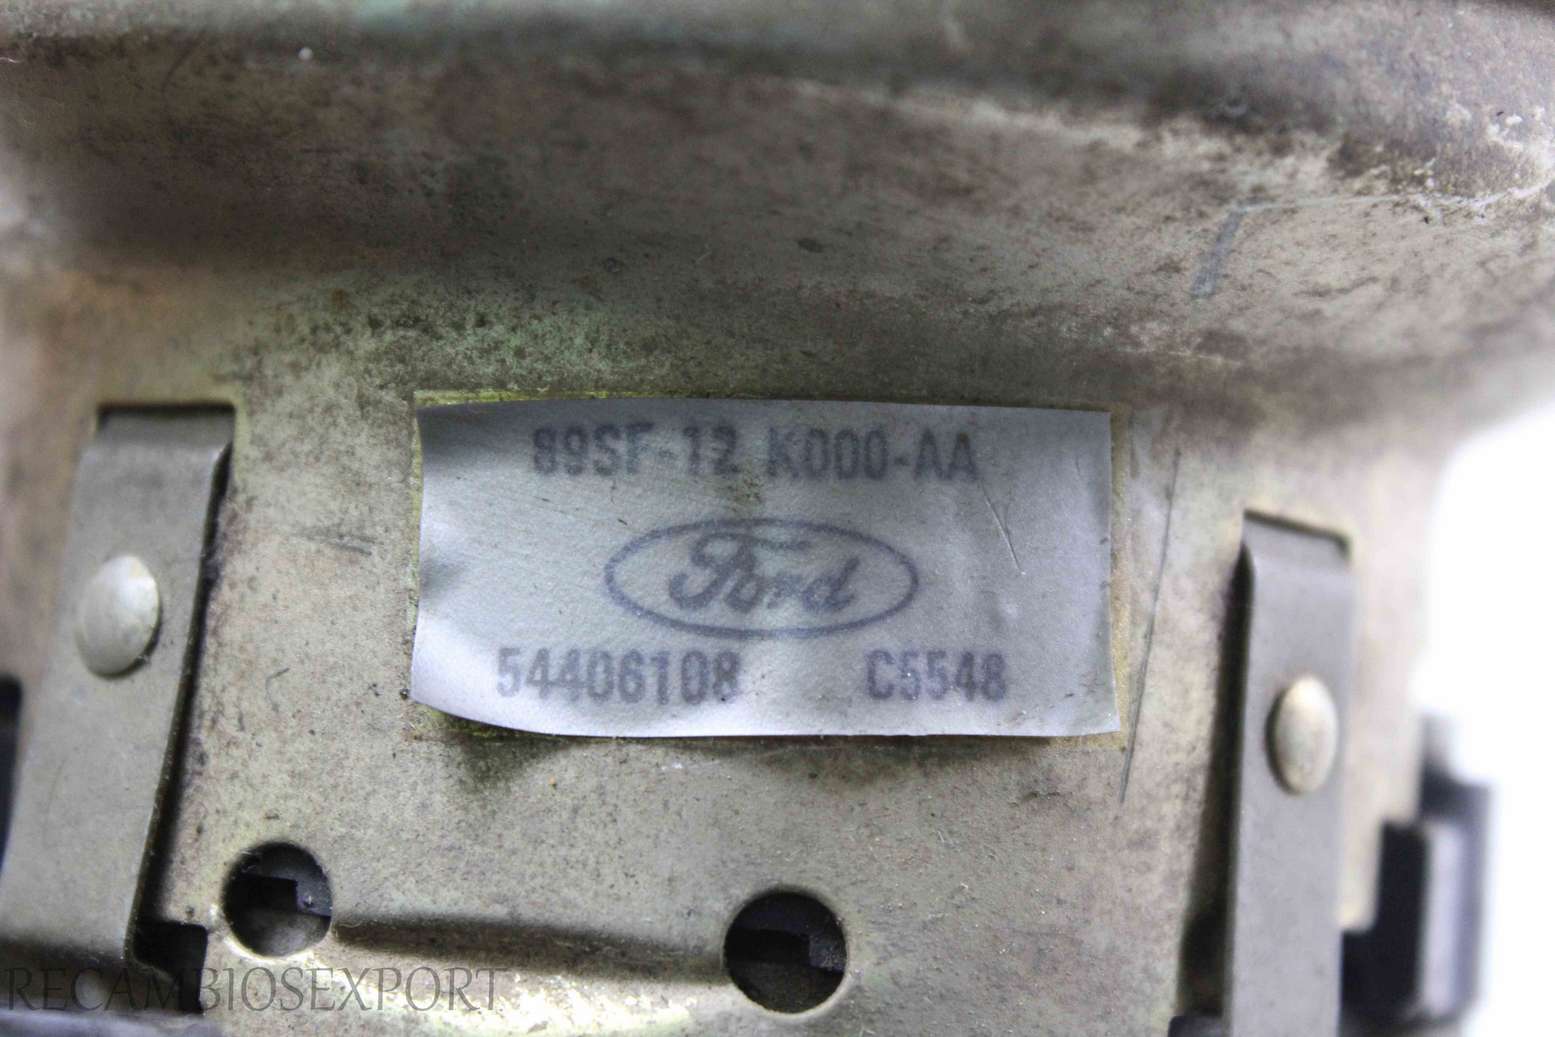 89SF-12 K000-AA
Ford
54406108 C5548
RECAMBIOSEXPORT